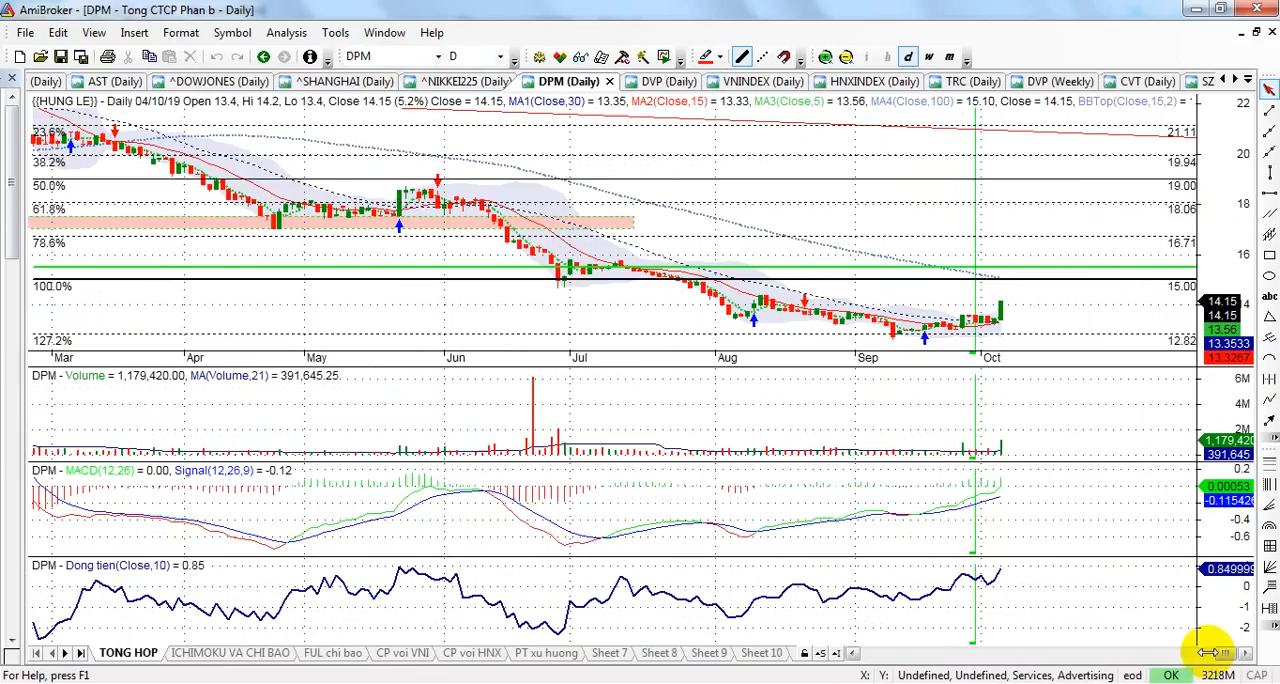 AmiBroker - [DPM - Tong CTCP Phan b - Daily]
File Edit View Insert Format Symbol Analysis Tools Window Help
DPM D d w m
(Daily) AST (Daily) ^DOWJONES (Daily) ^SHANGHAI (Daily) ^NIKKEI225 (Daily) DPM (Daily) DVP (Daily) VNINDEX (Daily) HNXINDEX (Daily) TRC (Daily) DVP (Weekly) CVT (Daily) SZ
{{HUNG LE}} - Daily 04/10/19 Open 13.4, Hi 14.2, Lo 13.4, Close 14.15 (5.2%) Close = 14.15, MA1(Close,30) = 13.35, MA2(Close,15) = 13.33, MA3(Close,5) = 13.56, MA4(Close,100) = 15.10, Close = 14.15, BBTop(Close,15,2) =
22
23.6% 21.11
38.2% 19.94 20
50.0% 19.00
61.8% 18.06 18
78.6% 16.71
16
100.0% 15.00
14.15
14.15
13.56
127.2% 12.82 13.3533
13.3267
Mar Apr May Jun Jul Aug Sep Oct
DPM - Volume = 1,179,420.00, MA(Volume,21) = 391,645.25
6M
4M
2M
1,179,420
391,645
DPM - MACD(12,26) = 0.00, Signal(12,26,9) = -0.12
0.2
0.00053
-0.115426
-0.4
-0.6
DPM - Dong tien(Close,10) = 0.85
0.849999
0
-1
-2
TONG HOP ICHIMOKU VA CHI BAO FUL chi bao CP voi VNI CP voi HNX PT xu huong Sheet 7 Sheet 8 Sheet 9 Sheet 10
abc
For Help, press F1 X: Y: Undefined, Undefined, Services, Advertising eod OK 3218M CAP